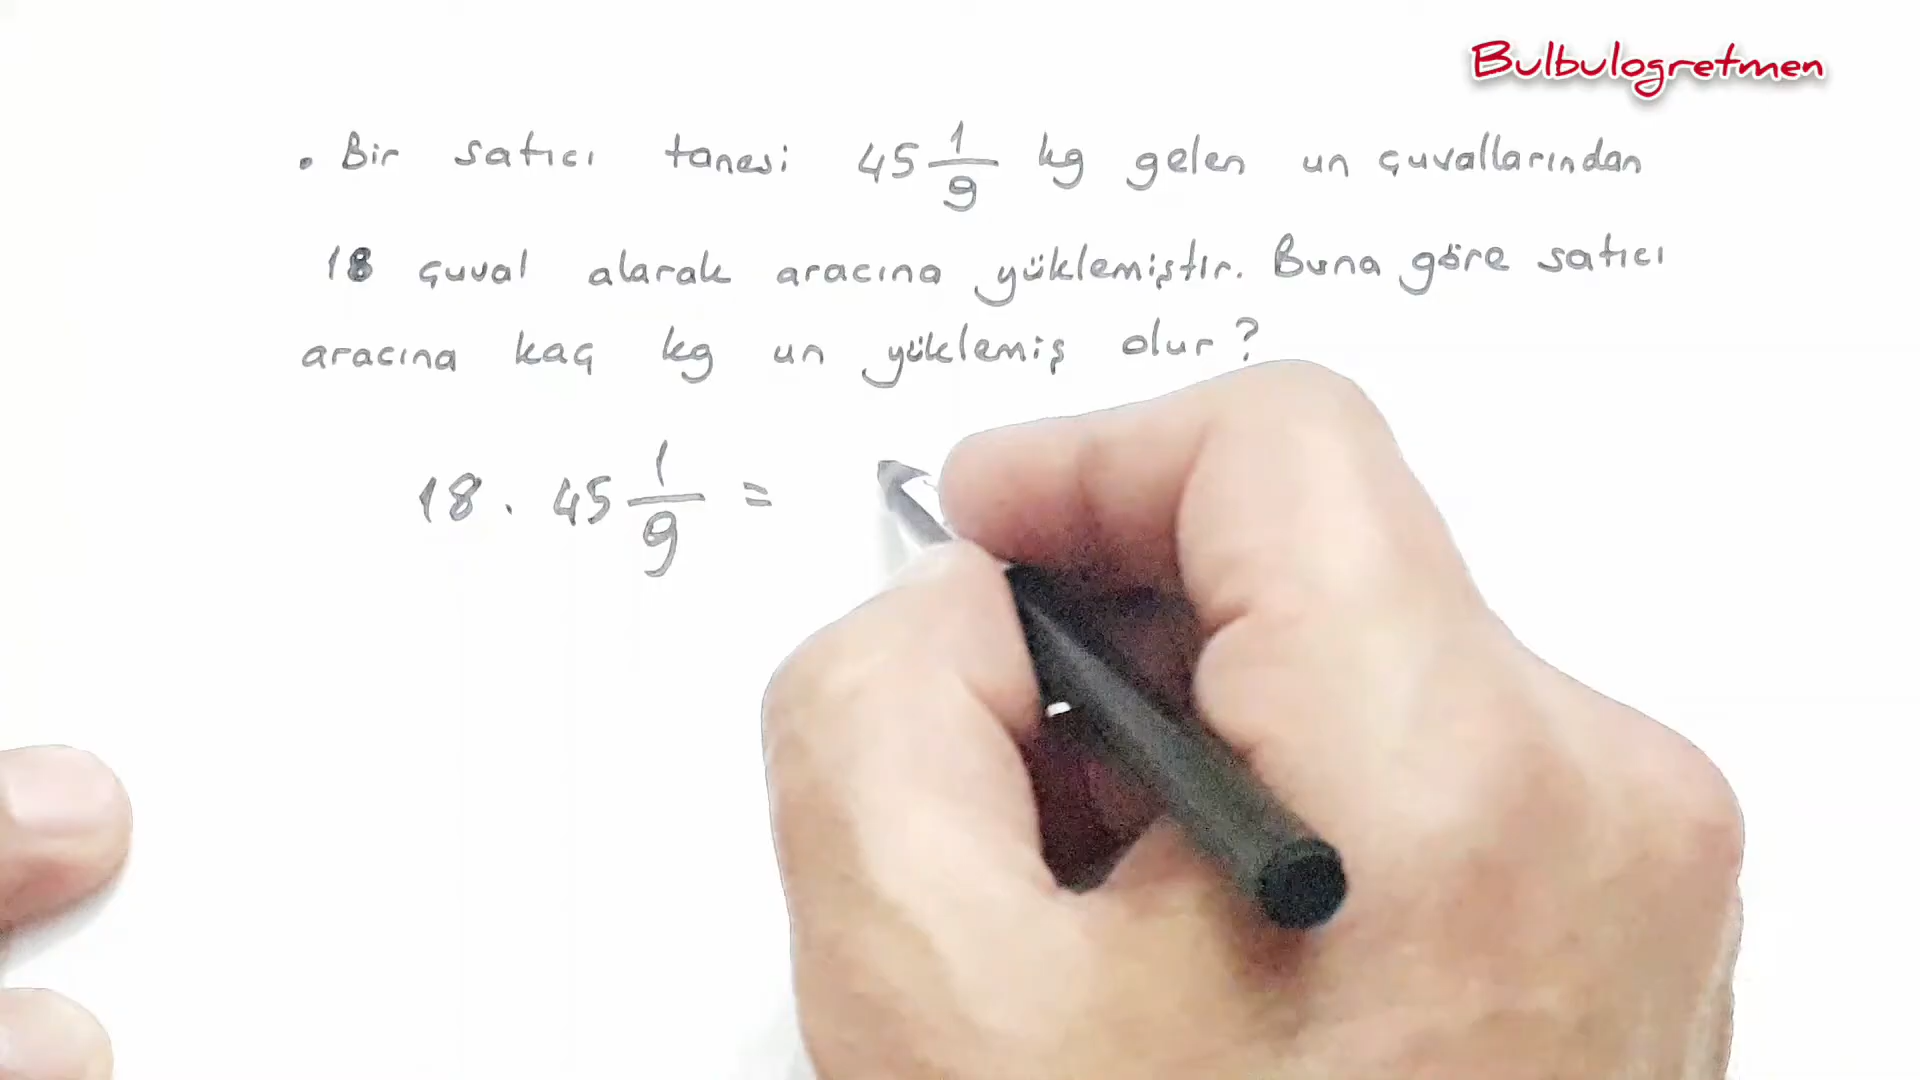 Bulbulogretmen
• Bir satıcı tanesi 45 1/9 kg gelen un çuvallarından
18 çuval alarak aracına yüklemiştir. Buna göre satıcı
aracına kaç kg un yüklemiş olur?
18 . 45 1/9 =